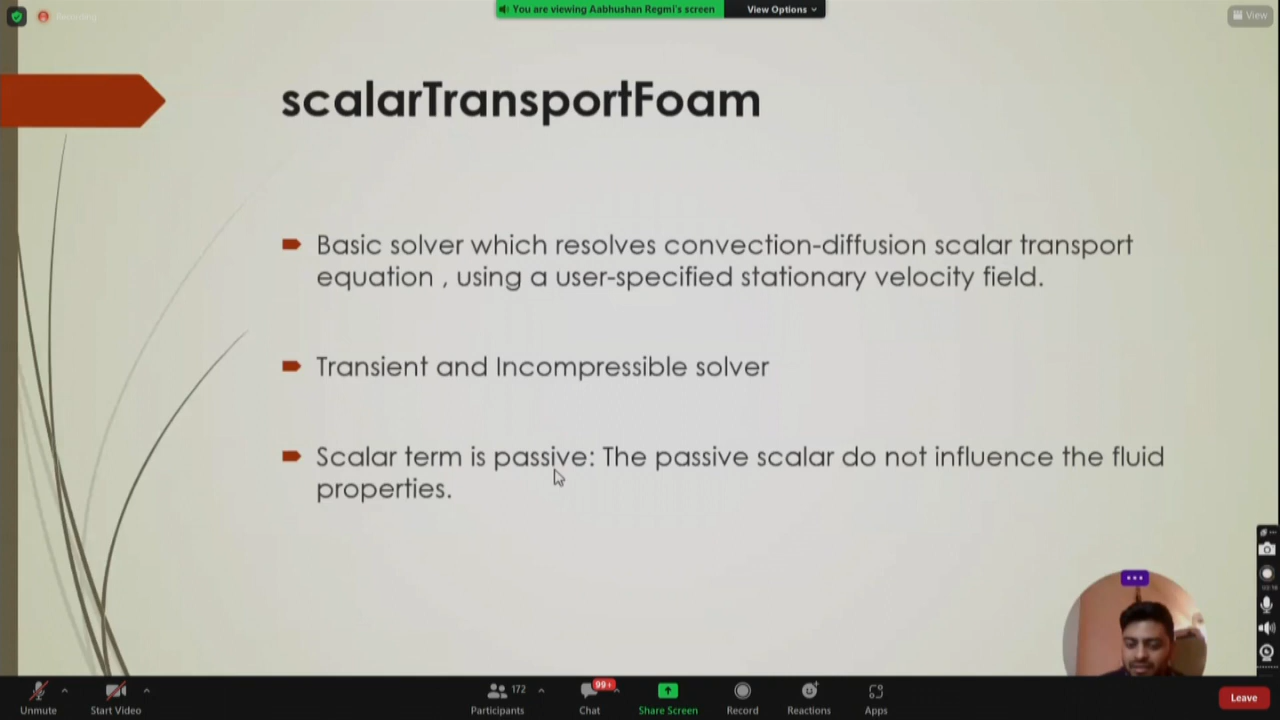 Recording
You are viewing Aabhushan Regmi's screen
View Options
View
scalarTransportFoam
Basic solver which resolves convection-diffusion scalar transport
equation , using a user-specified stationary velocity field.
Transient and Incompressible solver
Scalar term is passive: The passive scalar do not influence the fluid
properties.
Unmute
Start Video
172
Participants
99+
Chat
Share Screen
Record
Reactions
Apps
Leave